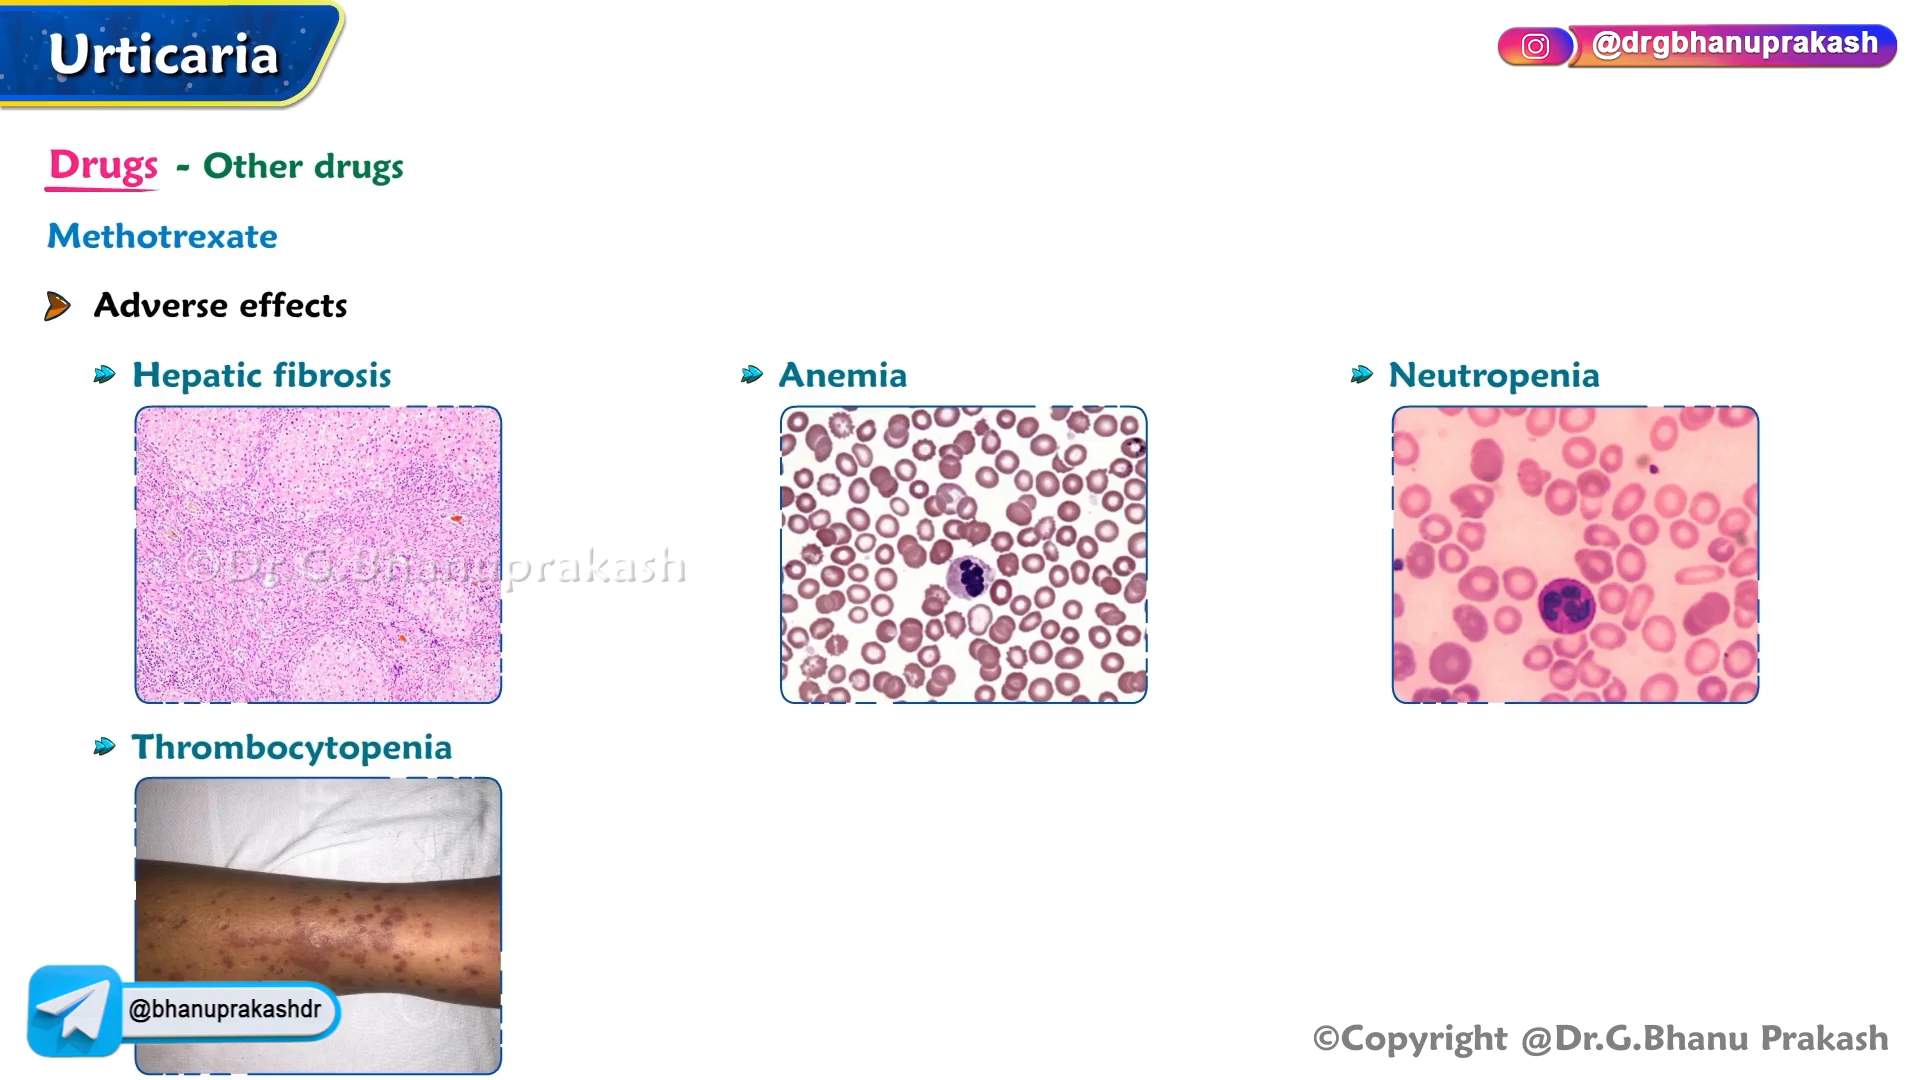 Urticaria
@drgbhanuprakash
Drugs - Other drugs
Methotrexate
Adverse effects
Hepatic fibrosis
Anemia
Neutropenia
©Dr.G.Bhanuprakash
Thrombocytopenia
@bhanuprakashdr
©Copyright @Dr.G.Bhanu Prakash